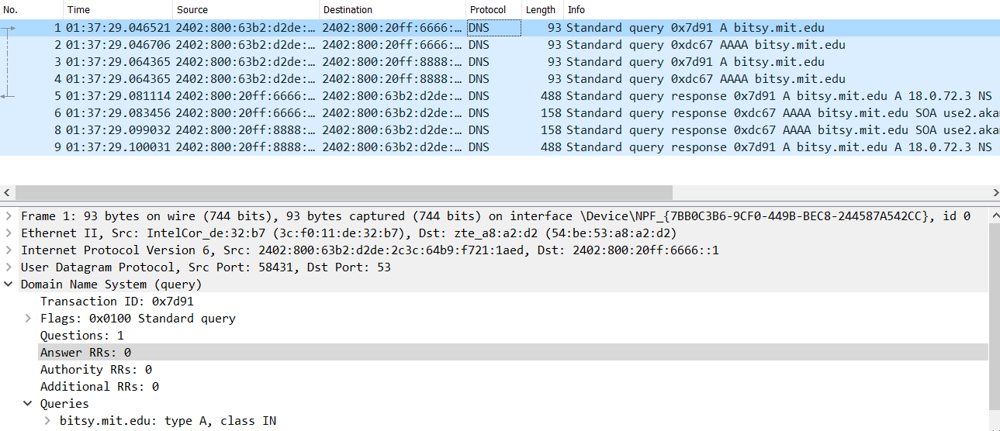 No. Time Source Destination Protocol Length Info
1 01:37:29.046521 2402:800:63b2:d2de:… 2402:800:20ff:6666:… DNS 93 Standard query 0x7d91 A bitsy.mit.edu
2 01:37:29.046706 2402:800:63b2:d2de:… 2402:800:20ff:6666:… DNS 93 Standard query 0xdc67 AAAA bitsy.mit.edu
3 01:37:29.064365 2402:800:63b2:d2de:… 2402:800:20ff:8888:… DNS 93 Standard query 0x7d91 A bitsy.mit.edu
4 01:37:29.064365 2402:800:63b2:d2de:… 2402:800:20ff:8888:… DNS 93 Standard query 0xdc67 AAAA bitsy.mit.edu
5 01:37:29.081114 2402:800:20ff:6666:… 2402:800:63b2:d2de:… DNS 488 Standard query response 0x7d91 A bitsy.mit.edu A 18.0.72.3 NS
6 01:37:29.083456 2402:800:20ff:6666:… 2402:800:63b2:d2de:… DNS 158 Standard query response 0xdc67 AAAA bitsy.mit.edu SOA use2.aka
8 01:37:29.099032 2402:800:20ff:8888:… 2402:800:63b2:d2de:… DNS 158 Standard query response 0xdc67 AAAA bitsy.mit.edu SOA use2.aka
9 01:37:29.100031 2402:800:20ff:8888:… 2402:800:63b2:d2de:… DNS 488 Standard query response 0x7d91 A bitsy.mit.edu A 18.0.72.3 NS
Frame 1: 93 bytes on wire (744 bits), 93 bytes captured (744 bits) on interface \Device\NPF_{7BB0C3B6-9CF0-449B-BEC8-244587A542CC}, id 0
Ethernet II, Src: IntelCor_de:32:b7 (3c:f0:11:de:32:b7), Dst: zte_a8:a2:d2 (54:be:53:a8:a2:d2)
Internet Protocol Version 6, Src: 2402:800:63b2:d2de:2c3c:64b9:f721:1aed, Dst: 2402:800:20ff:6666::1
User Datagram Protocol, Src Port: 58431, Dst Port: 53
Domain Name System (query)
Transaction ID: 0x7d91
Flags: 0x0100 Standard query
Questions: 1
Answer RRs: 0
Authority RRs: 0
Additional RRs: 0
Queries
bitsy.mit.edu: type A, class IN